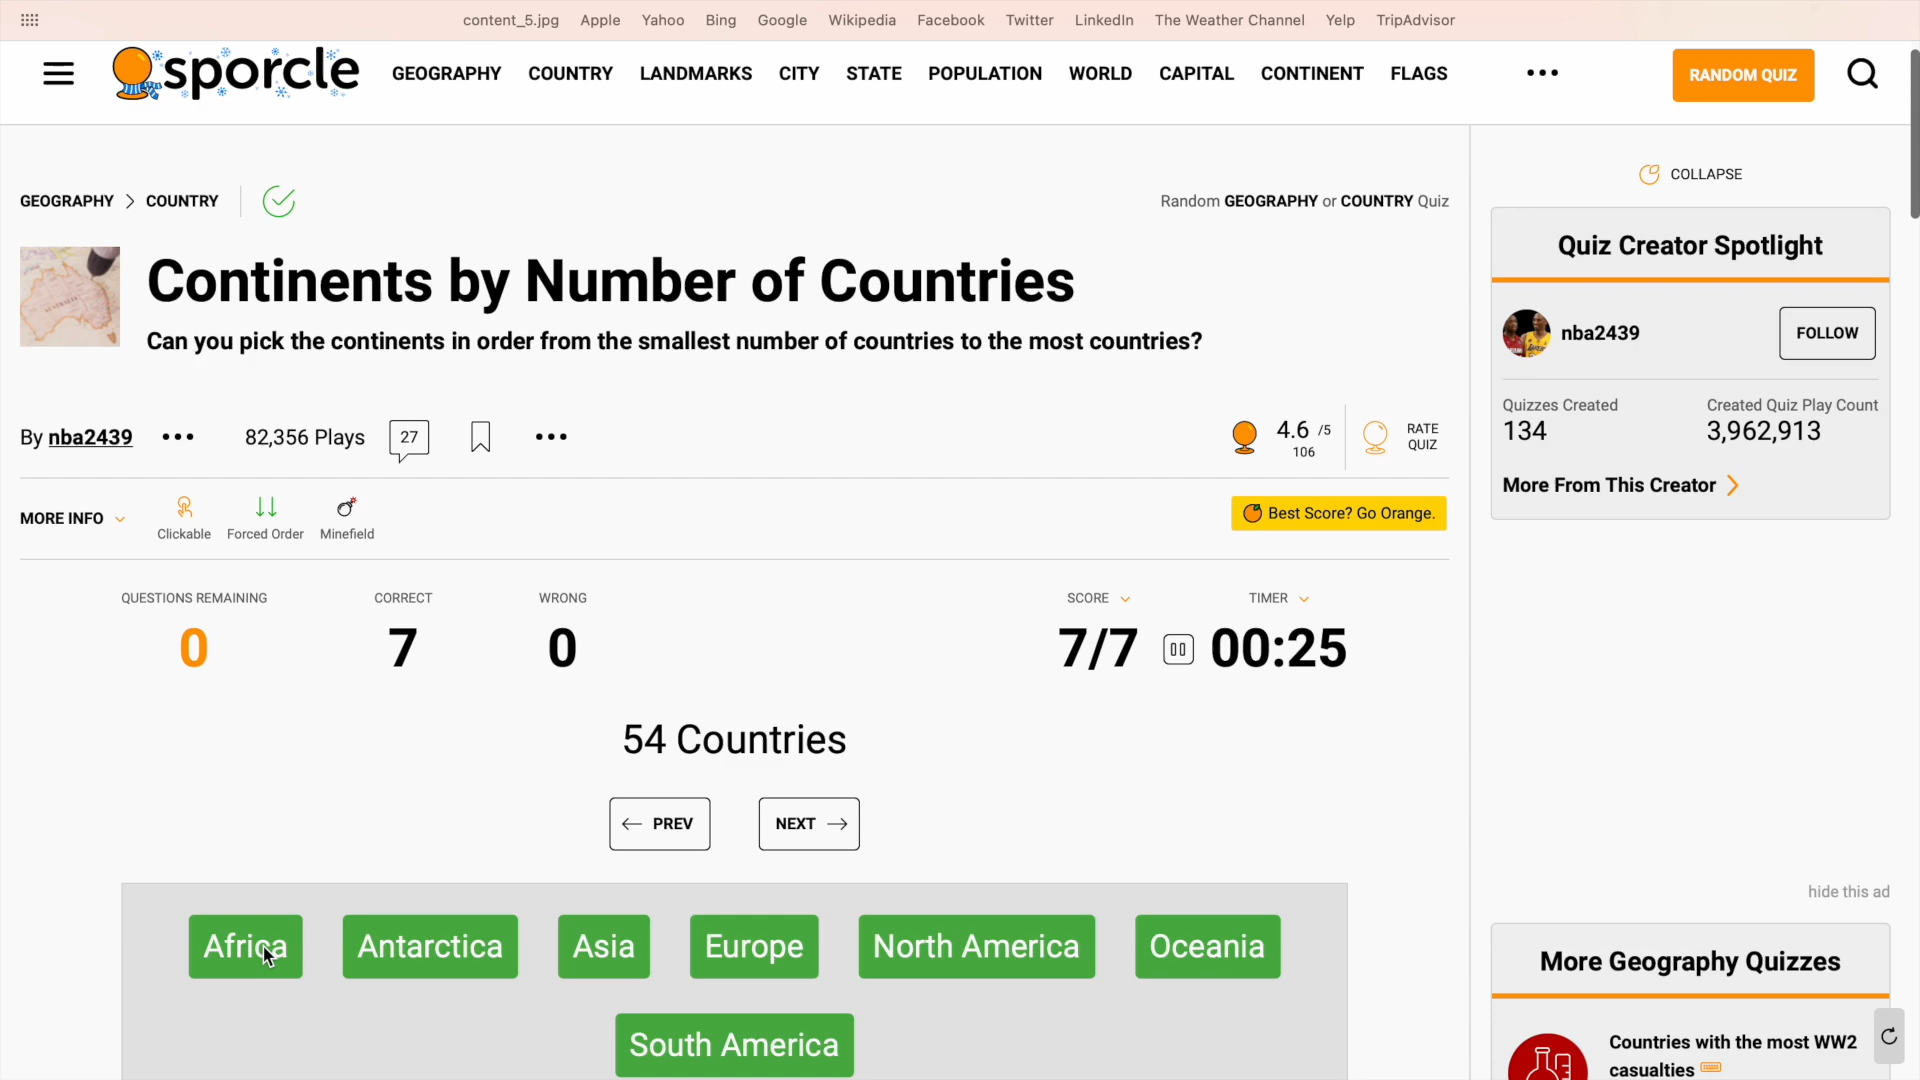 content_5.jpg Apple Yahoo Bing Google Wikipedia Facebook Twitter LinkedIn The Weather Channel Yelp TripAdvisor
sporcle GEOGRAPHY COUNTRY LANDMARKS CITY STATE POPULATION WORLD CAPITAL CONTINENT FLAGS RANDOM QUIZ
COLLAPSE
GEOGRAPHY COUNTRY Random GEOGRAPHY or COUNTRY Quiz
Continents by Number of Countries
Can you pick the continents in order from the smallest number of countries to the most countries?
By nba2439 82,356 Plays 27 4.6 /5 106 RATE QUIZ
MORE INFO Clickable Forced Order Minefield Best Score? Go Orange.
QUESTIONS REMAINING CORRECT WRONG SCORE TIMER
0 7 0 7/7 00:25
54 Countries
PREV NEXT
Africa Antarctica Asia Europe North America Oceania
South America
Quiz Creator Spotlight
nba2439 FOLLOW
Quizzes Created Created Quiz Play Count
134 3,962,913
More From This Creator
hide this ad
More Geography Quizzes
Countries with the most WW2
casualties